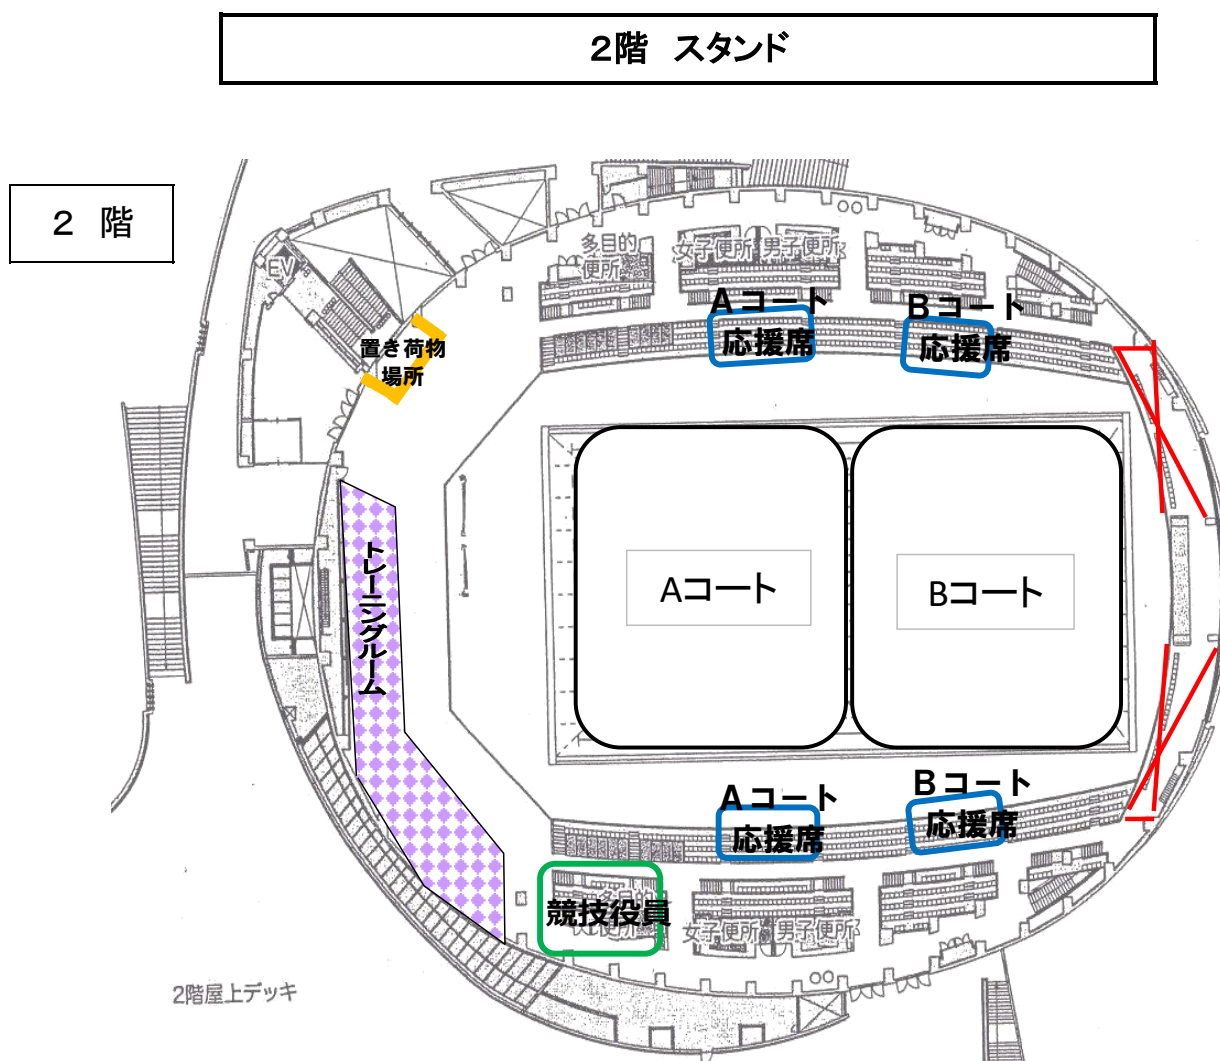 ２階　スタンド
２　階
多目的
便所
女子便所
男子便所
EV
Ａコート
応援席
Ｂコート
応援席
置き荷物
場所
Aコート
Bコート
トレーニングルーム
Ａコート
応援席
Ｂコート
応援席
競技役員
女子便所
男子便所
2階屋上デッキ